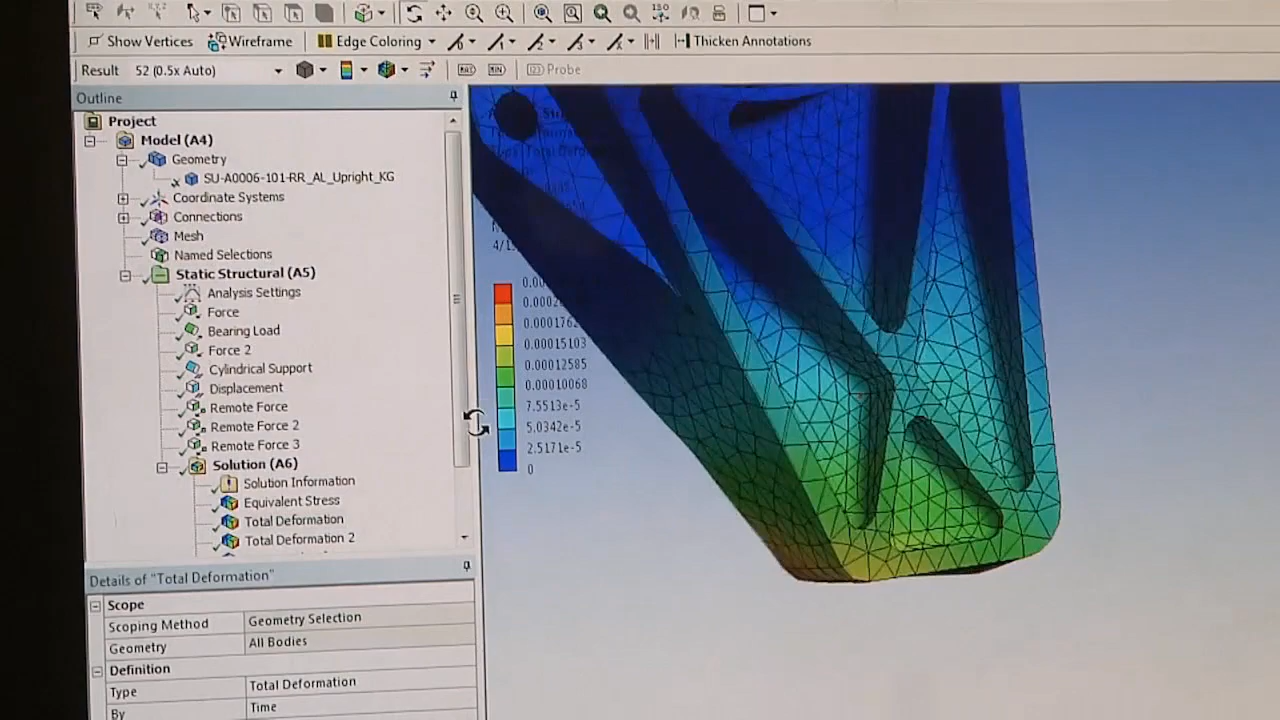 Show Vertices Wireframe Edge Coloring Thicken Annotations
Result 52 (0.5x Auto) MAX MIN Probe
Outline
Project
Model (A4)
Geometry
SU-A0006-101-RR_AL_Upright_KG
Coordinate Systems
Connections
Mesh
Named Selections
Static Structural (A5)
Analysis Settings
Force
Bearing Load
Force 2
Cylindrical Support
Displacement
Remote Force
Remote Force 2
Remote Force 3
Solution (A6)
Solution Information
Equivalent Stress
Total Deformation
Total Deformation 2
Details of "Total Deformation"
Scope
Scoping Method Geometry Selection
Geometry All Bodies
Definition
Type Total Deformation
By Time
ISO
0.00015103
0.00012585
0.00010068
7.5513e-5
5.0342e-5
2.5171e-5
0